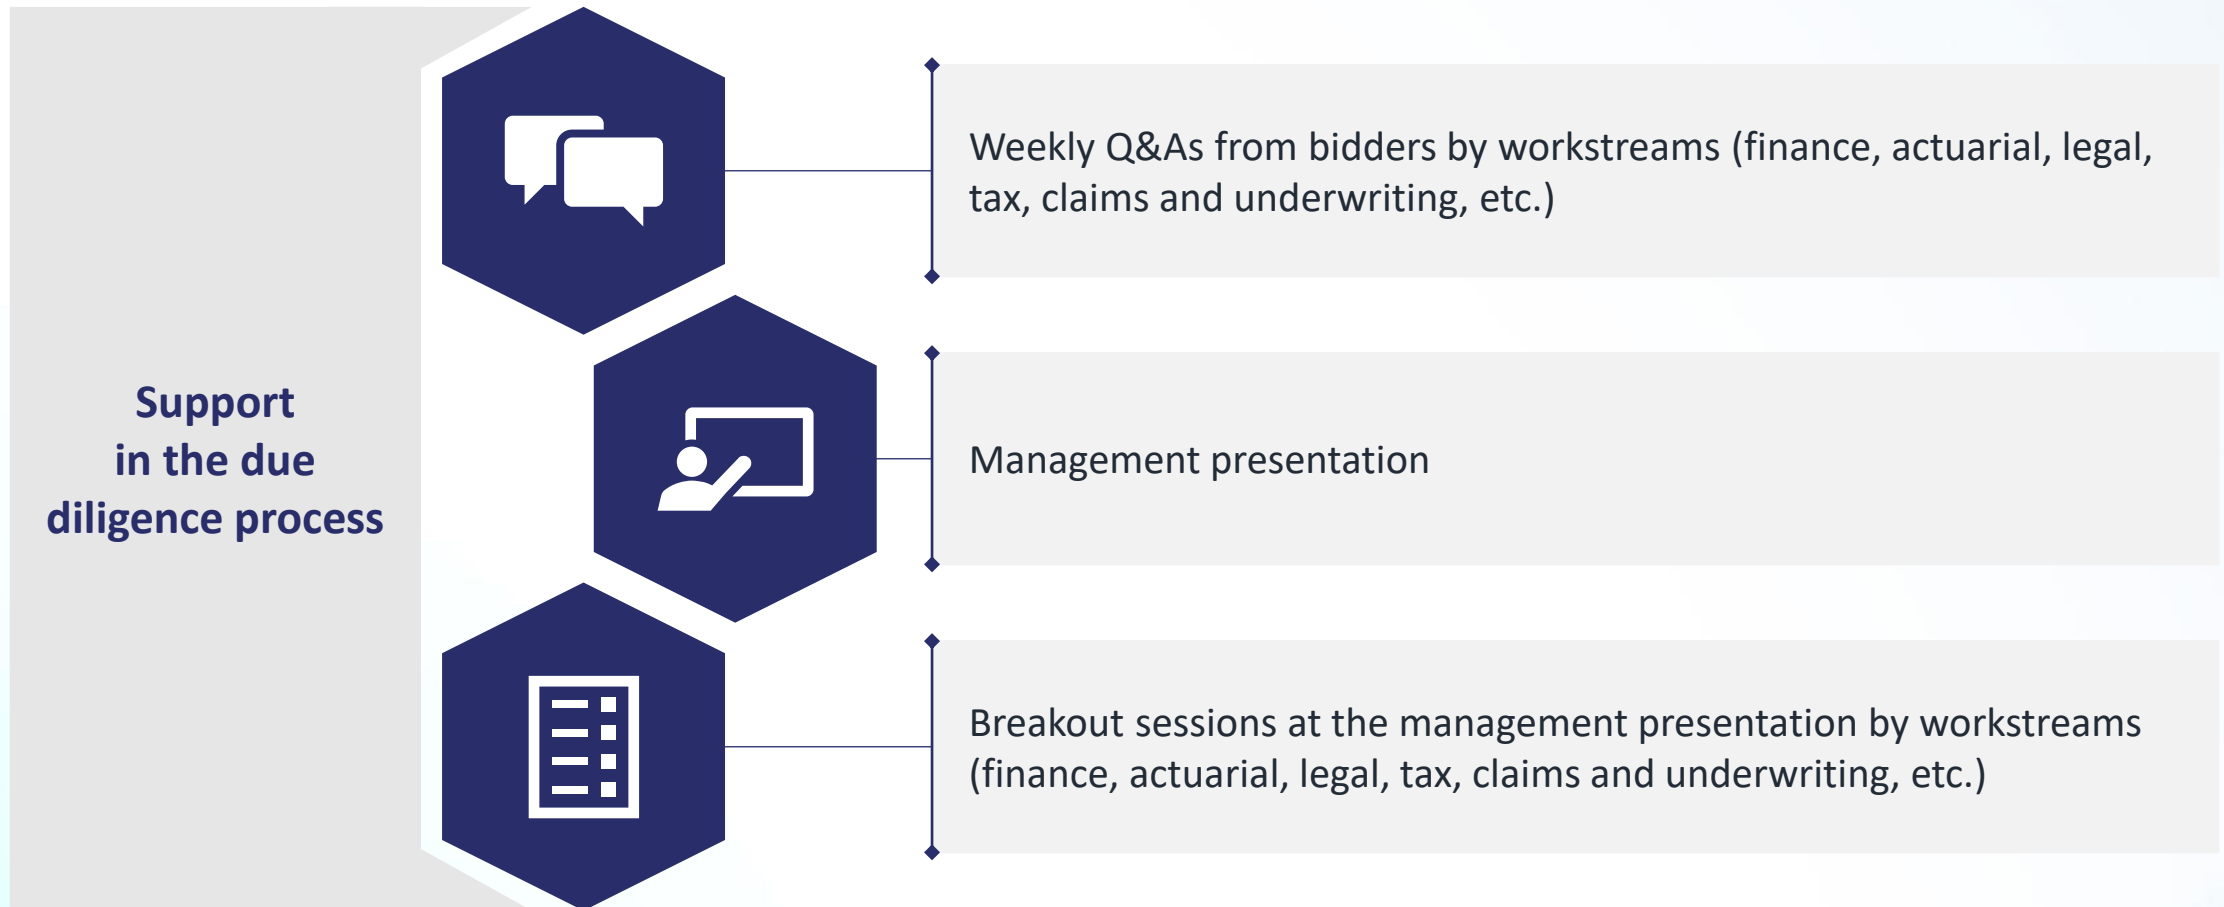 Support
in the due
diligence process
Weekly Q&As from bidders by workstreams (finance, actuarial, legal,
tax, claims and underwriting, etc.)
Management presentation
Breakout sessions at the management presentation by workstreams
(finance, actuarial, legal, tax, claims and underwriting, etc.)